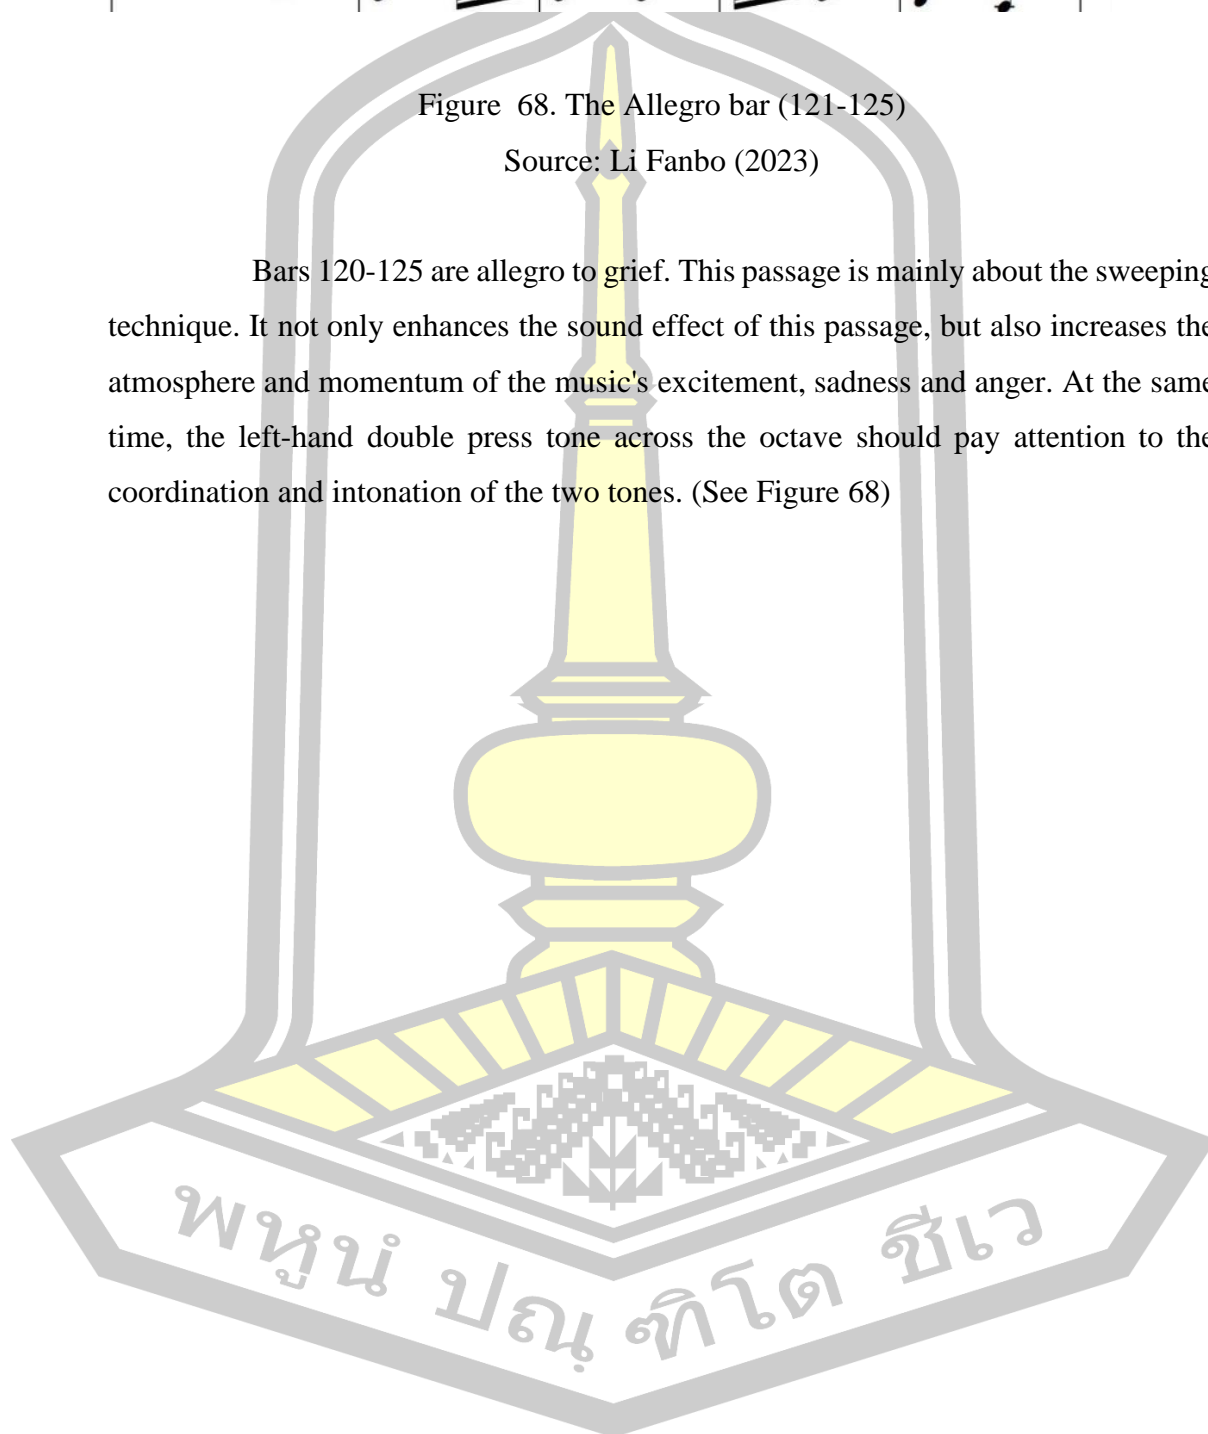 Figure 68. The Allegro bar (121-125)
Source: Li Fanbo (2023)
Bars 120-125 are allegro to grief. This passage is mainly about the sweeping
technique. It not only enhances the sound effect of this passage, but also increases the
atmosphere and momentum of the music's excitement, sadness and anger. At the same
time, the left-hand double press tone across the octave should pay attention to the
coordination and intonation of the two tones. (See Figure 68)
พหูนํ ปณฺ ฑิโต ชีเว